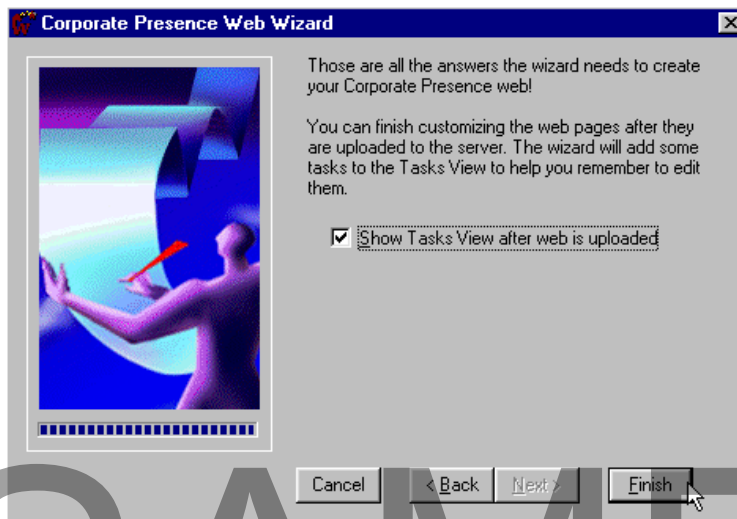 Corporate Presence Web Wizard
Those are all the answers the wizard needs to create
your Corporate Presence web!
You can finish customizing the web pages after they
are uploaded to the server. The wizard will add some
tasks to the Tasks View to help you remember to edit
them.
Show Tasks View after web is uploaded
Cancel
< Back
Next >
Finish